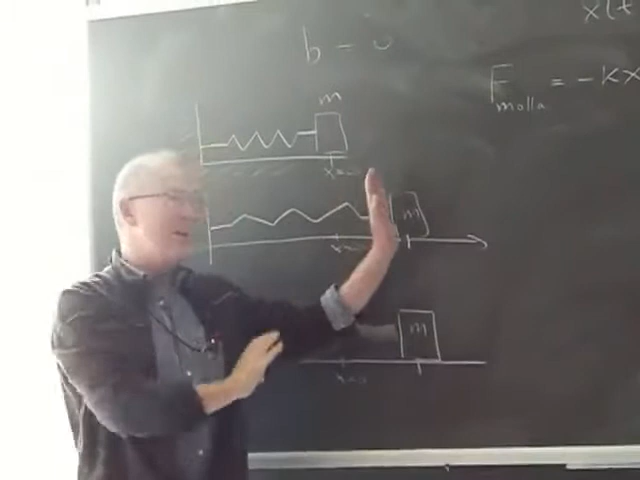 x(t
b = 0
F molla = -kx
m
x=0
m
m
x=0